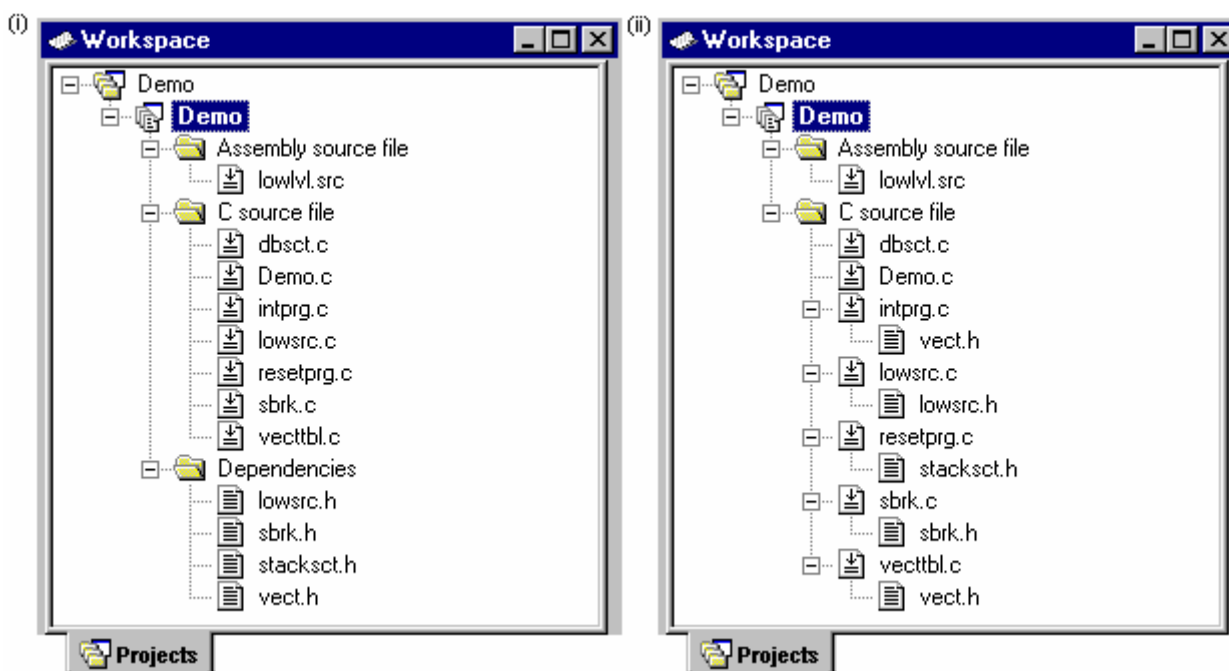 (i)
Workspace
Demo
Demo
Assembly source file
lowlvl.src
C source file
dbsct.c
Demo.c
intprg.c
lowsrc.c
resetprg.c
sbrk.c
vecttbl.c
Dependencies
lowsrc.h
sbrk.h
stacksct.h
vect.h
Projects
(ii)
Workspace
Demo
Demo
Assembly source file
lowlvl.src
C source file
dbsct.c
Demo.c
intprg.c
vect.h
lowsrc.c
lowsrc.h
resetprg.c
stacksct.h
sbrk.c
sbrk.h
vecttbl.c
vect.h
Projects